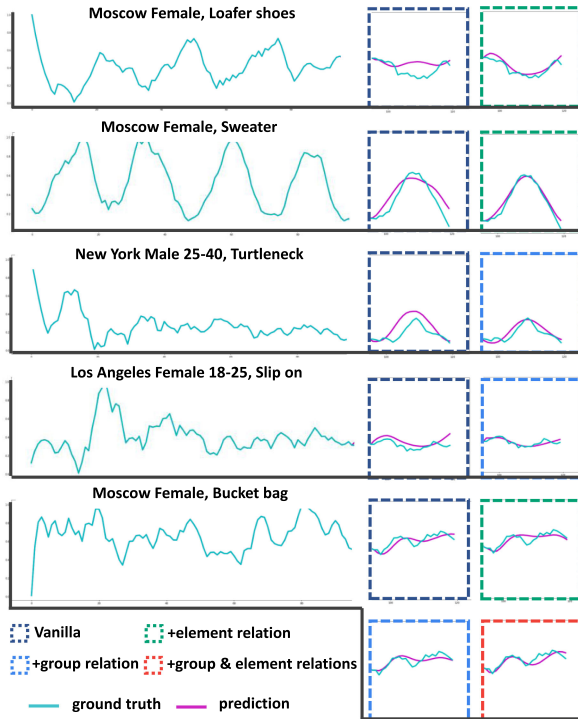 Moscow Female, Loafer shoes
Moscow Female, Sweater
New York Male 25-40, Turtleneck
Los Angeles Female 18-25, Slip on
Moscow Female, Bucket bag
Vanilla
+element relation
+group relation
+group & element relations
ground truth
prediction